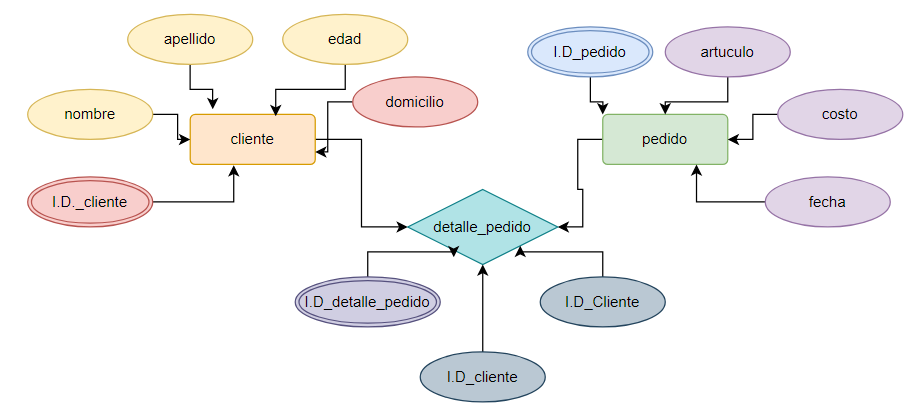 apellido
edad
I.D_pedido
artuculo
nombre
domicilio
costo
cliente
pedido
I.D._cliente
fecha
detalle_pedido
I.D_detalle_pedido
I.D_Cliente
I.D_cliente